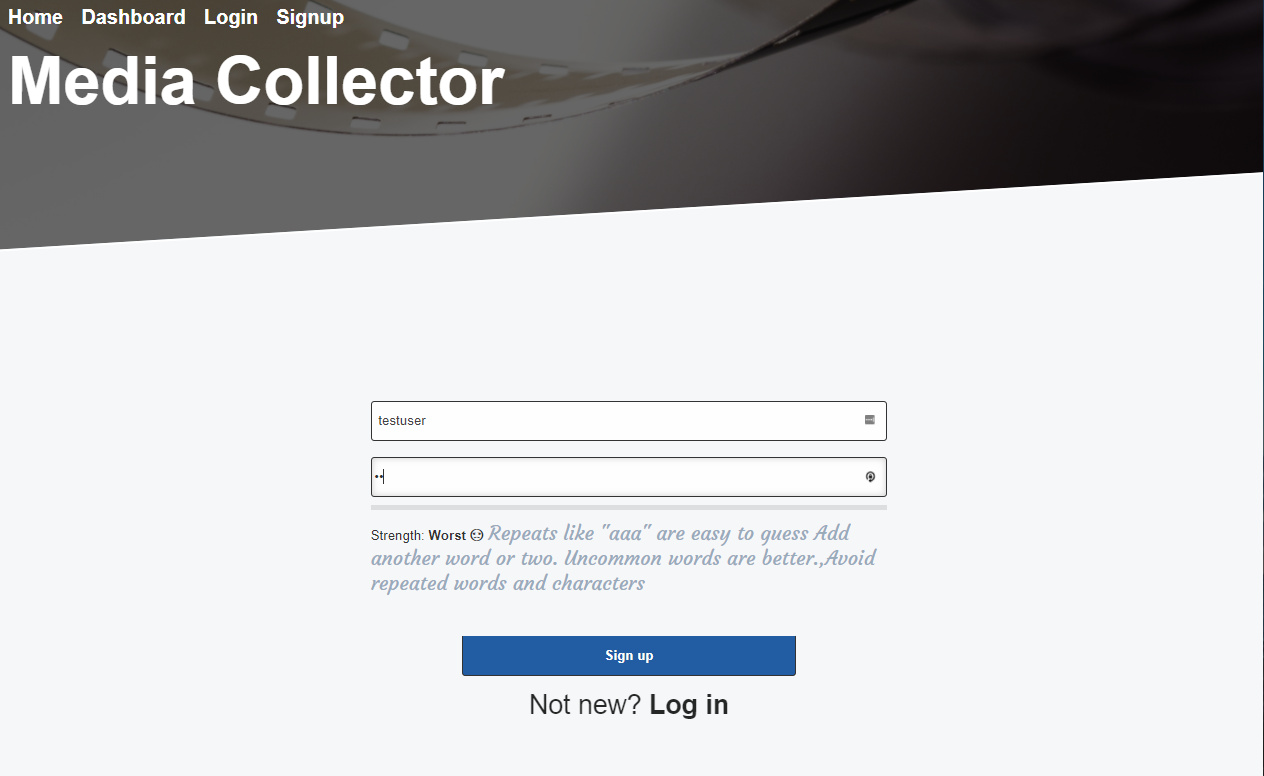 Home Dashboard Login Signup
Media Collector
testuser
••
Strength: Worst ☹ Repeats like "aaa" are easy to guess Add
another word or two. Uncommon words are better.,Avoid
repeated words and characters
Sign up
Not new? Log in